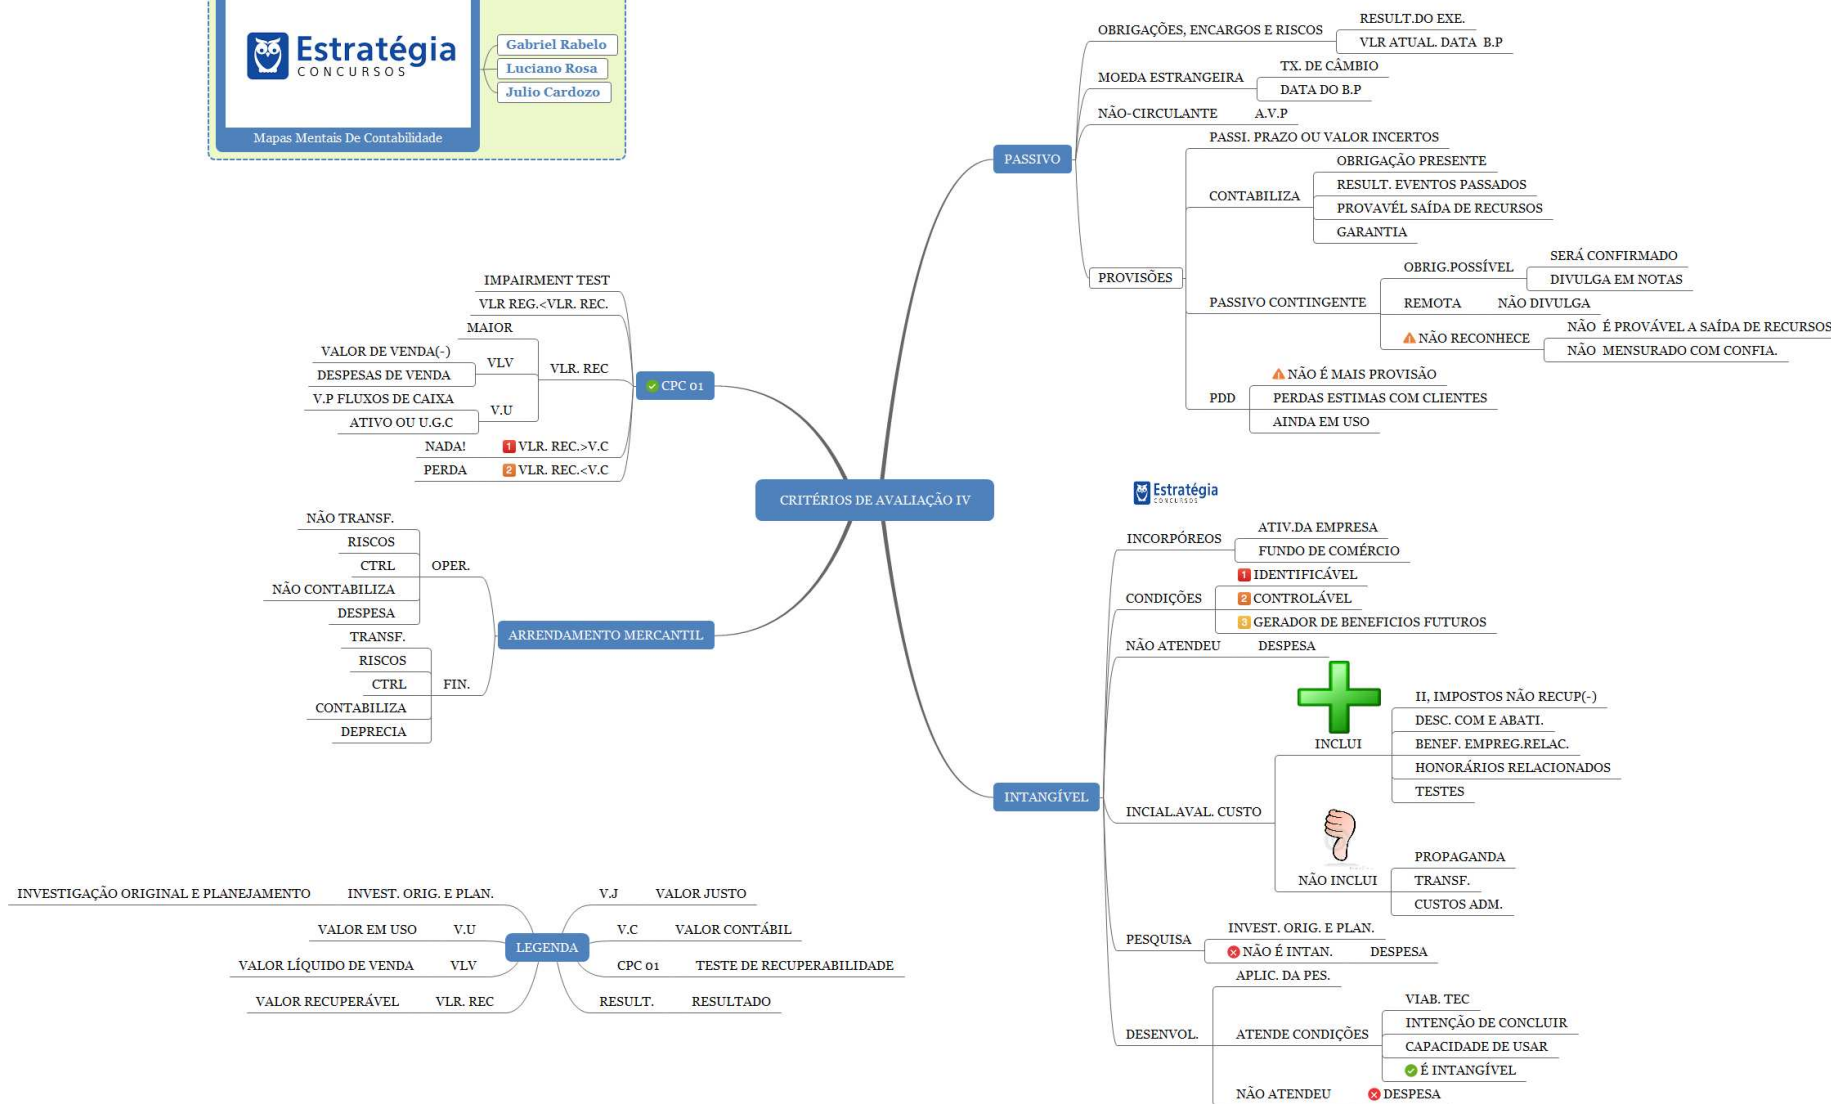 Estratégia
CONCURSOS
Mapas Mentais De Contabilidade
Gabriel Rabelo
Luciano Rosa
Julio Cardozo
CRITÉRIOS DE AVALIAÇÃO IV
PASSIVO
OBRIGAÇÕES, ENCARGOS E RISCOS
RESULT.DO EXE.
VLR ATUAL. DATA B.P
MOEDA ESTRANGEIRA
TX. DE CÂMBIO
DATA DO B.P
NÃO-CIRCULANTE
A.V.P
PROVISÕES
PASSI. PRAZO OU VALOR INCERTOS
CONTABILIZA
OBRIGAÇÃO PRESENTE
RESULT. EVENTOS PASSADOS
PROVAVÉL SAÍDA DE RECURSOS
GARANTIA
PASSIVO CONTINGENTE
OBRIG.POSSÍVEL
SERÁ CONFIRMADO
DIVULGA EM NOTAS
REMOTA
NÃO DIVULGA
NÃO RECONHECE
NÃO É PROVÁVEL A SAÍDA DE RECURSOS
NÃO MENSURADO COM CONFIA.
PDD
NÃO É MAIS PROVISÃO
PERDAS ESTIMAS COM CLIENTES
AINDA EM USO
CPC 01
IMPAIRMENT TEST
VLR REG.<VLR. REC.
VLR. REC
MAIOR
VLV
VALOR DE VENDA(-)
DESPESAS DE VENDA
V.U
V.P FLUXOS DE CAIXA
ATIVO OU U.G.C
1 VLR. REC.>V.C
NADA!
2 VLR. REC.<V.C
PERDA
ARRENDAMENTO MERCANTIL
OPER.
NÃO TRANSF.
RISCOS
CTRL
NÃO CONTABILIZA
DESPESA
FIN.
TRANSF.
RISCOS
CTRL
CONTABILIZA
DEPRECIA
Estratégia
CONCURSOS
INTANGÍVEL
INCORPÓREOS
ATIV.DA EMPRESA
FUNDO DE COMÉRCIO
CONDIÇÕES
1 IDENTIFICÁVEL
2 CONTROLÁVEL
3 GERADOR DE BENEFICIOS FUTUROS
NÃO ATENDEU
DESPESA
INCIAL.AVAL. CUSTO
INCLUI
II, IMPOSTOS NÃO RECUP(-)
DESC. COM E ABATI.
BENEF. EMPREG.RELAC.
HONORÁRIOS RELACIONADOS
TESTES
NÃO INCLUI
PROPAGANDA
TRANSF.
CUSTOS ADM.
PESQUISA
INVEST. ORIG. E PLAN.
NÃO É INTAN.
DESPESA
DESENVOL.
APLIC. DA PES.
ATENDE CONDIÇÕES
VIAB. TEC
INTENÇÃO DE CONCLUIR
CAPACIDADE DE USAR
É INTANGÍVEL
NÃO ATENDEU
DESPESA
LEGENDA
INVEST. ORIG. E PLAN.
INVESTIGAÇÃO ORIGINAL E PLANEJAMENTO
V.U
VALOR EM USO
VLV
VALOR LÍQUIDO DE VENDA
VLR. REC
VALOR RECUPERÁVEL
V.J
VALOR JUSTO
V.C
VALOR CONTÁBIL
CPC 01
TESTE DE RECUPERABILIDADE
RESULT.
RESULTADO